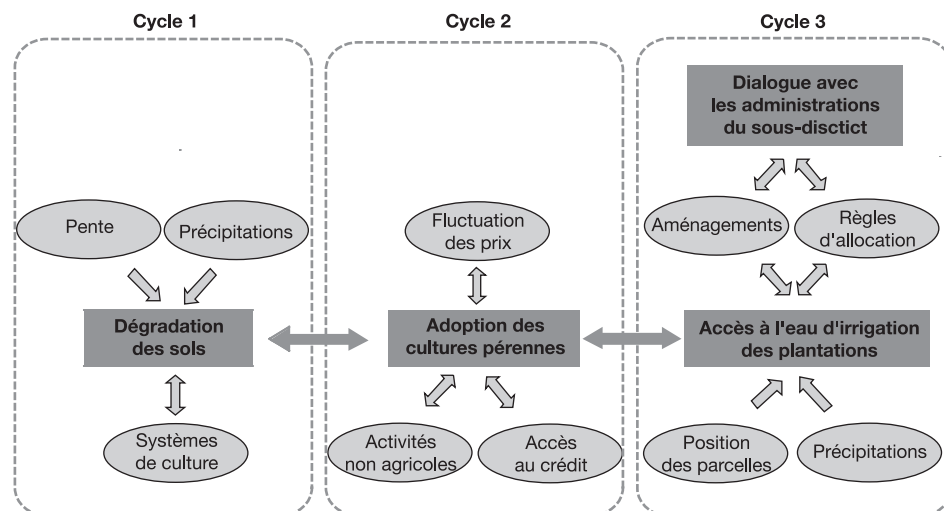 Cycle 1
Cycle 2
Cycle 3
Dialogue avec
les administrations
du sous-disctict
Pente
Précipitations
Fluctuation
des prix
Aménagements
Règles
d'allocation
Dégradation
des sols
Adoption des
cultures pérennes
Accès à l'eau d'irrigation
des plantations
Systèmes
de culture
Activités
non agricoles
Accès
au crédit
Position
des parcelles
Précipitations